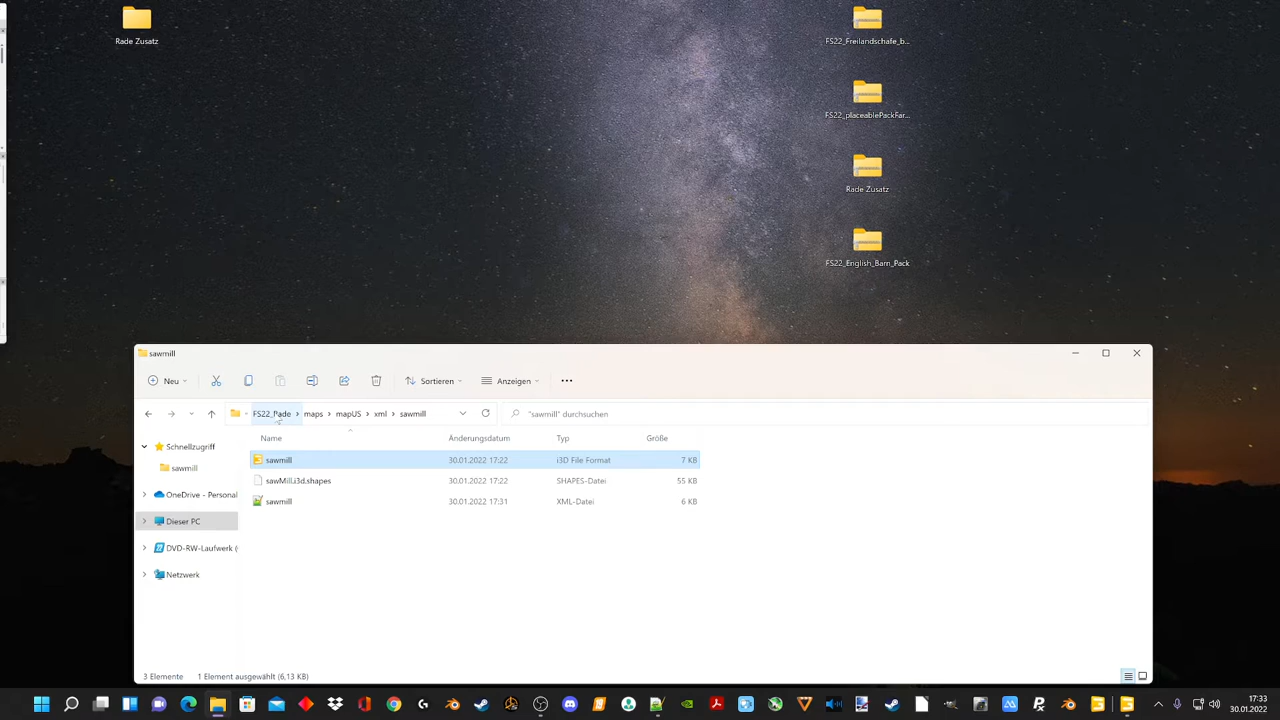 Rade Zusatz
FS22_Freilandschafe_b...
FS22_placeablePackFar...
Rade Zusatz
FS22_English_Barn_Pack
sawmill
Neu
Sortieren
Anzeigen
FS22_Rade > maps > mapUS > xml > sawmill
"sawmill" durchsuchen
Name Änderungsdatum Typ Größe
Schnellzugriff
sawmill
OneDrive - Personal
Dieser PC
DVD-RW-Laufwerk (
Netzwerk
sawmill 30.01.2022 17:22 i3D File Format 7 KB
sawMill.i3d.shapes 30.01.2022 17:22 SHAPES-Datei 55 KB
sawmill 30.01.2022 17:31 XML-Datei 6 KB
3 Elemente 1 Element ausgewählt (6,13 KB)
17:33
30.01.2022